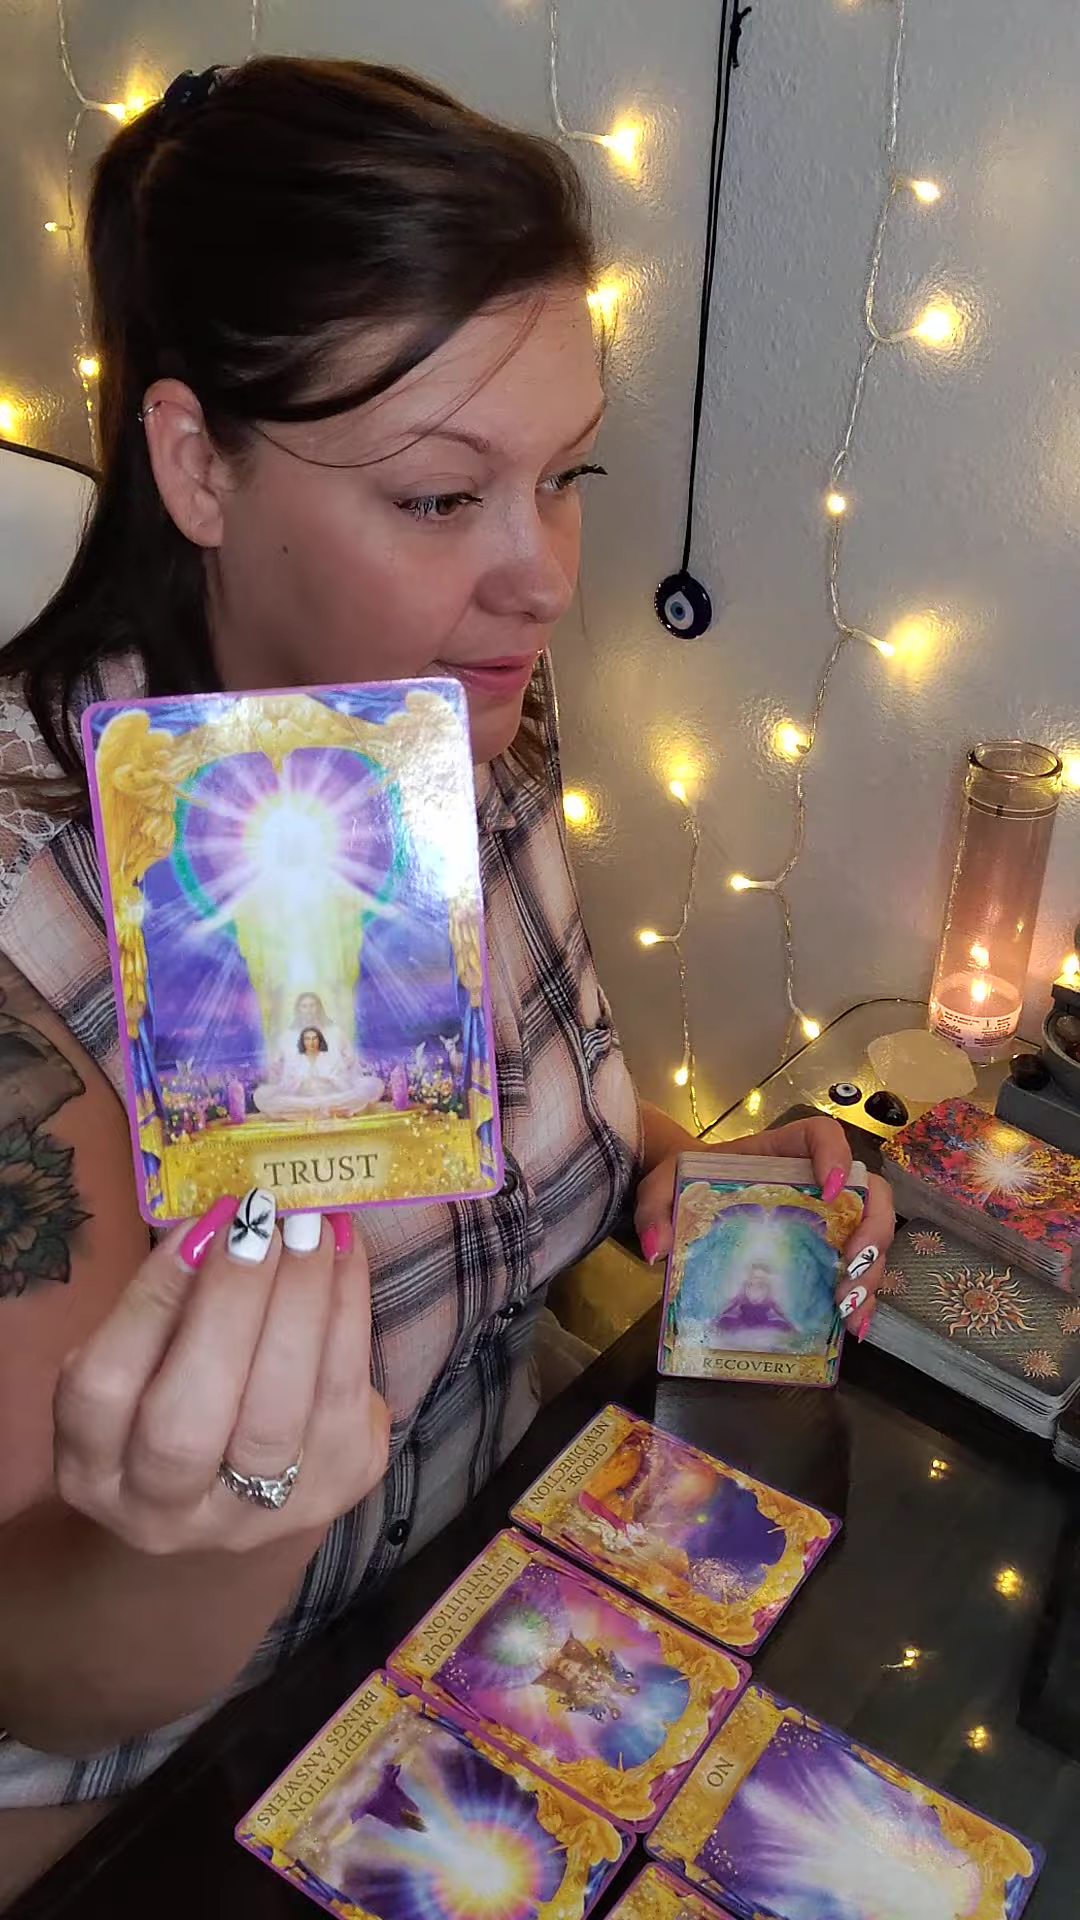 TRUST
RECOVERY
CHOOSE A
NEW DIRECTION
LISTEN TO YOUR
INTUITION
MEDITATION
BRINGS ANSWERS
NO